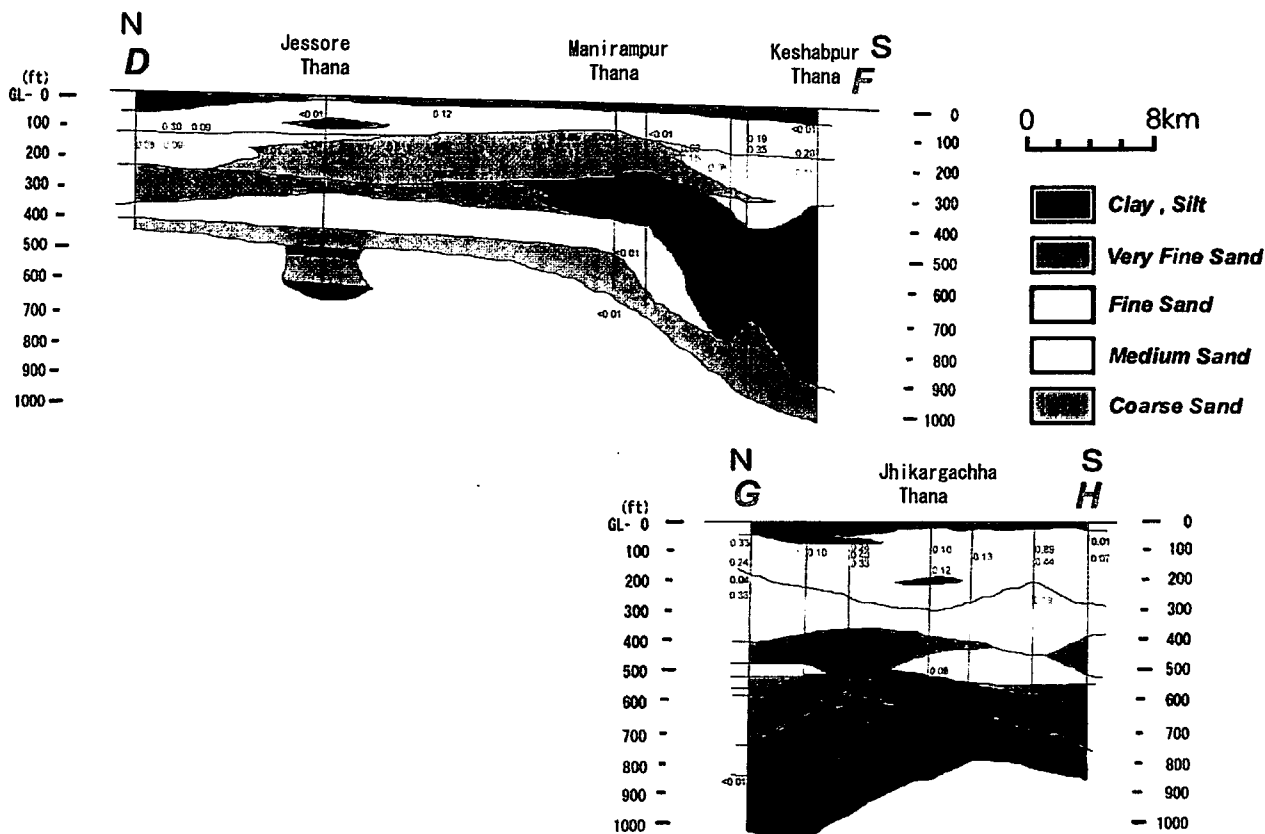 N
D
Jessore
Thana
Manirampur
Thana
Keshabpur
Thana
S
F
(ft)
GL- 0
100
200
300
400
500
600
700
800
900
1000
0
100
200
300
400
500
600
700
800
900
1000
<0.01
0.12
0.30 0.09
<0.01
0.19
0.35
<0.01
0.20
<0.01
<0.01
0 8km
Clay , Silt
Very Fine Sand
Fine Sand
Medium Sand
Coarse Sand
N
G
Jhikargachha
Thana
S
H
(ft)
GL- 0
100
200
300
400
500
600
700
800
900
1000
0
100
200
300
400
500
600
700
800
900
1000
0.33
0.24
0.04
0.33
0.10
0.33
0.10
0.12
0.13
0.89
0.44
0.01
0.07
0.08
<0.01